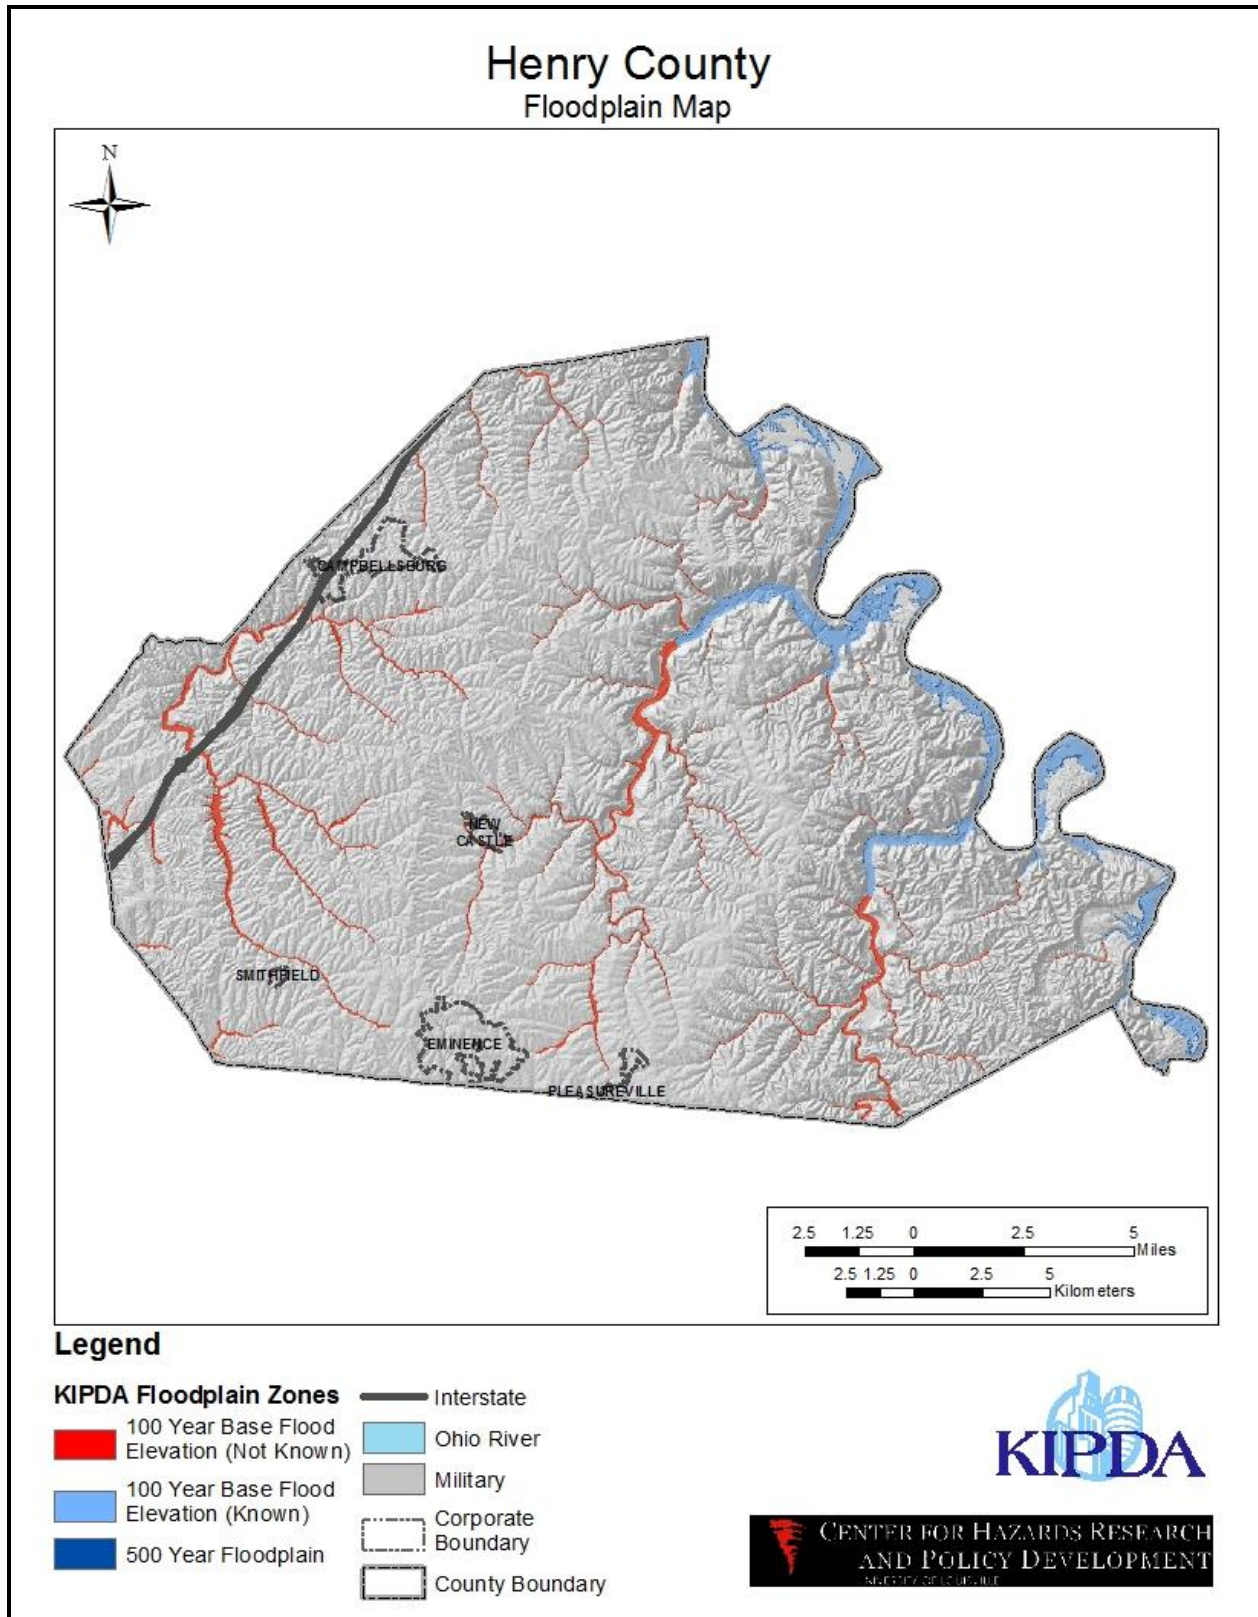 Henry County
Floodplain Map
N
CAMPBELLSBURG
NEW
CASTLE
SMITHFIELD
EMINENCE
PLEASUREVILLE
2.5 1.25 0 2.5 5
Miles
2.5 1.25 0 2.5 5
Kilometers
Legend
KIPDA Floodplain Zones
100 Year Base Flood
Elevation (Not Known)
100 Year Base Flood
Elevation (Known)
500 Year Floodplain
Interstate
Ohio River
Military
Corporate
Boundary
County Boundary
KIPDA
CENTER FOR HAZARDS RESEARCH
AND POLICY DEVELOPMENT
UNIVERSITY OF LOUISVILLE